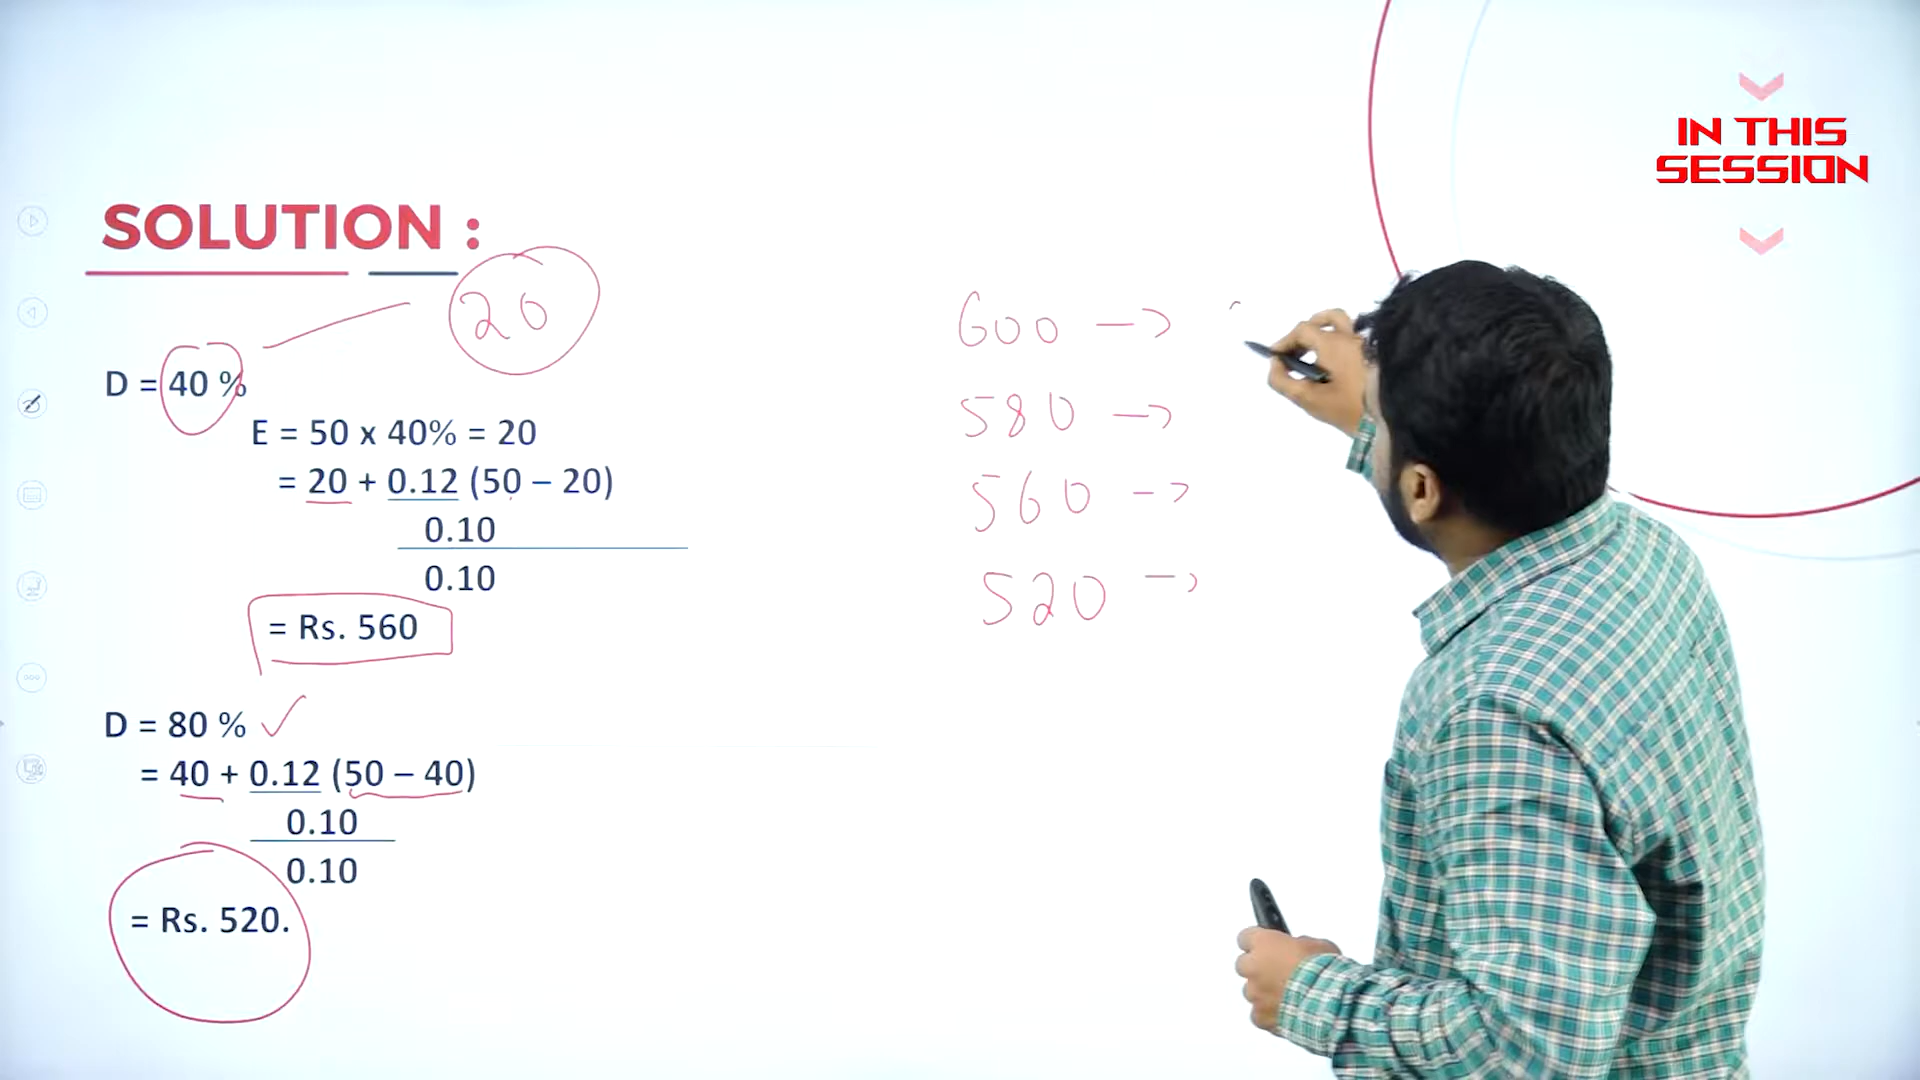 IN THIS
SESSION
SOLUTION :
20
D = 40 %
E = 50 x 40% = 20
= 20 + 0.12 (50 – 20)
0.10
0.10
= Rs. 560
D = 80 %
= 40 + 0.12 (50 – 40)
0.10
0.10
= Rs. 520.
600 →
580 →
560 →
520 →